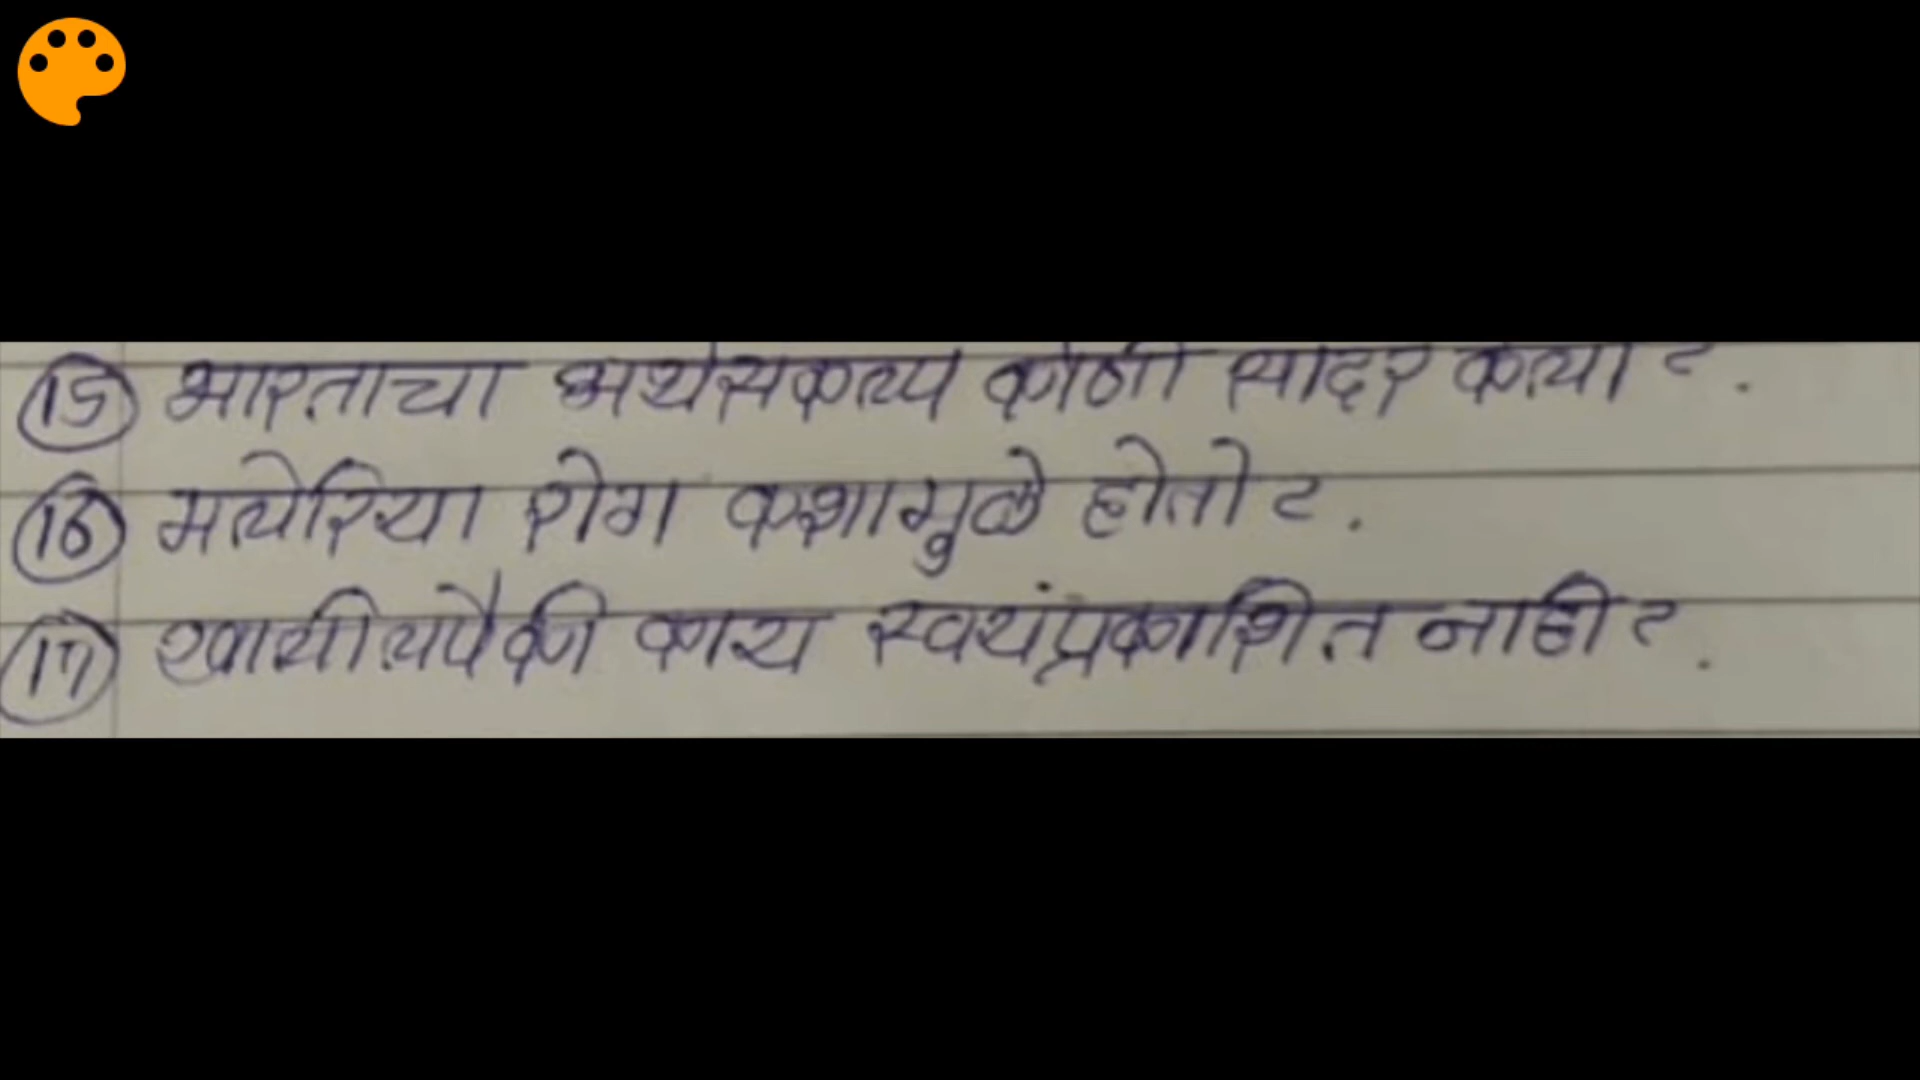 15 भारताचा अर्थसंकल्प कोणी सादर केला ?.
16 मलेरिया रोग कशामुळे होतो ?.
17 खालीलपैकी काय स्वयंप्रकाशित नाही ?.